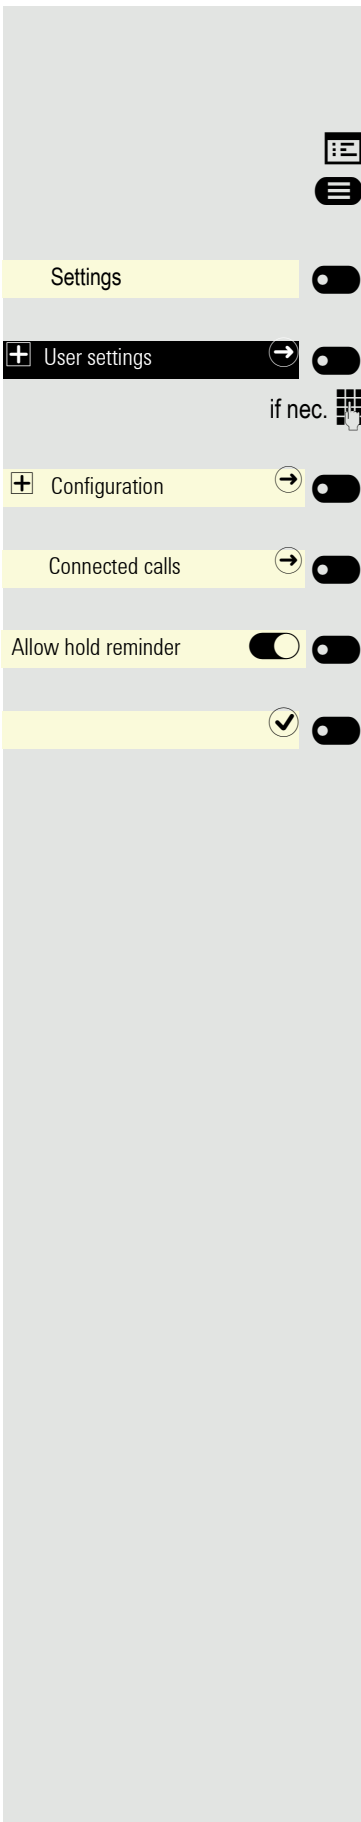 Settings
User settings
if nec.
Configuration
Connected calls
Allow hold reminder